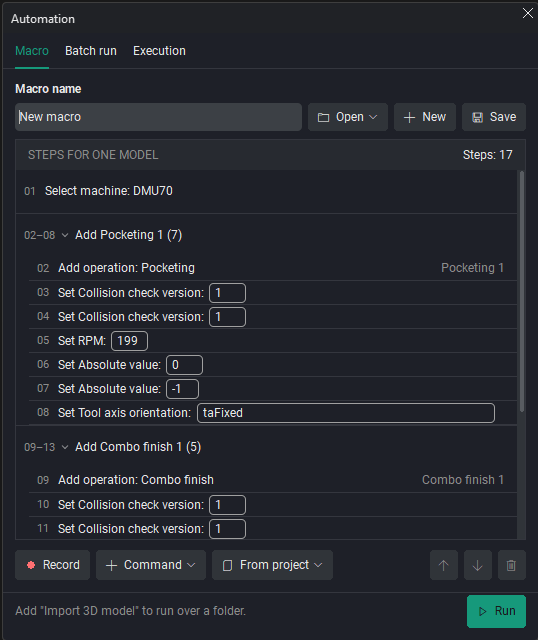 Automation
Macro Batch run Execution
Macro name
New macro Open New Save
STEPS FOR ONE MODEL Steps: 17
01 Select machine: DMU70
02–08 Add Pocketing 1 (7)
02 Add operation: Pocketing Pocketing 1
03 Set Collision check version: 1
04 Set Collision check version: 1
05 Set RPM: 199
06 Set Absolute value: 0
07 Set Absolute value: -1
08 Set Tool axis orientation: taFixed
09–13 Add Combo finish 1 (5)
09 Add operation: Combo finish Combo finish 1
10 Set Collision check version: 1
11 Set Collision check version: 1
Record Command From project
Add "Import 3D model" to run over a folder. Run